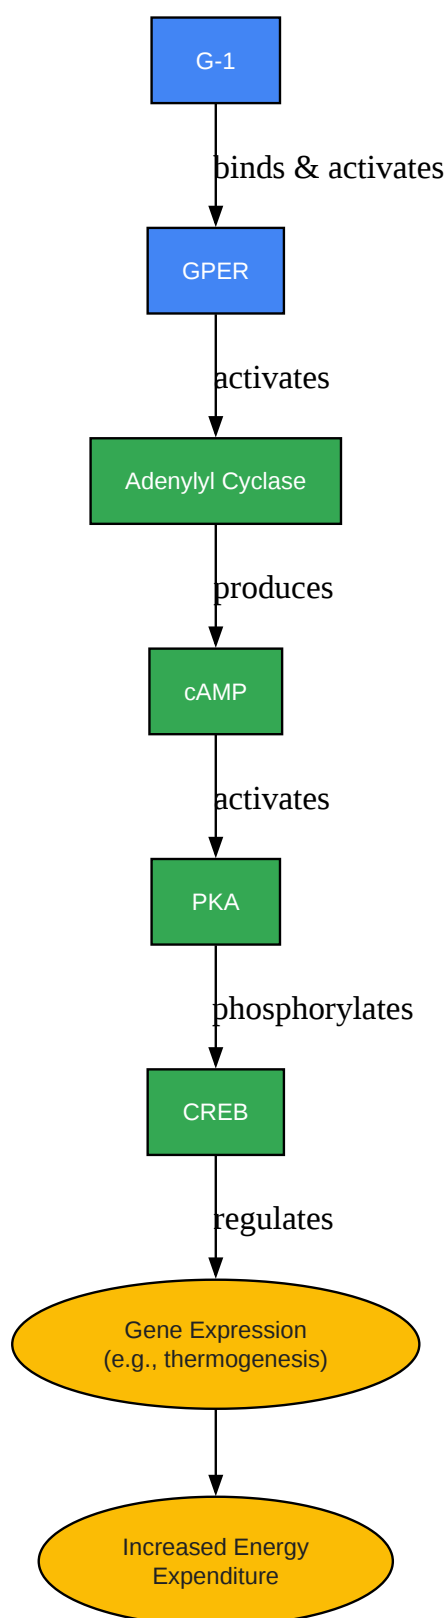 G-1
binds & activates
GPER
activates
Adenylyl Cyclase
produces
cAMP
activates
PKA
phosphorylates
CREB
regulates
Gene Expression
(e.g., thermogenesis)
Increased Energy
Expenditure